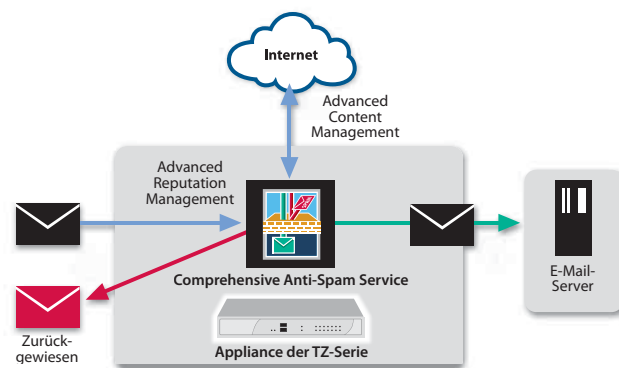 Internet
Advanced
Content
Management
Advanced
Reputation
Management
Comprehensive Anti-Spam Service
E-Mail-
Server
Zurück-
gewiesen
Appliance der TZ-Serie